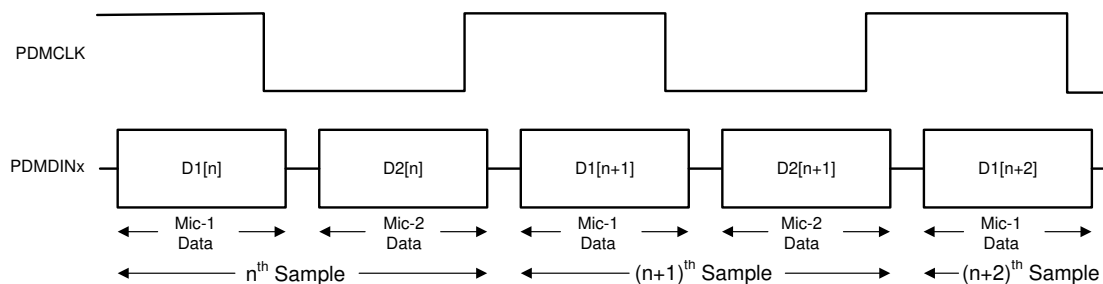 PDMCLK
PDMDINx
D1[n]
D2[n]
D1[n+1]
D2[n+1]
D1[n+2]
Mic-1
Data
Mic-2
Data
Mic-1
Data
Mic-2
Data
Mic-1
Data
nth Sample
(n+1)th Sample
(n+2)th Sample